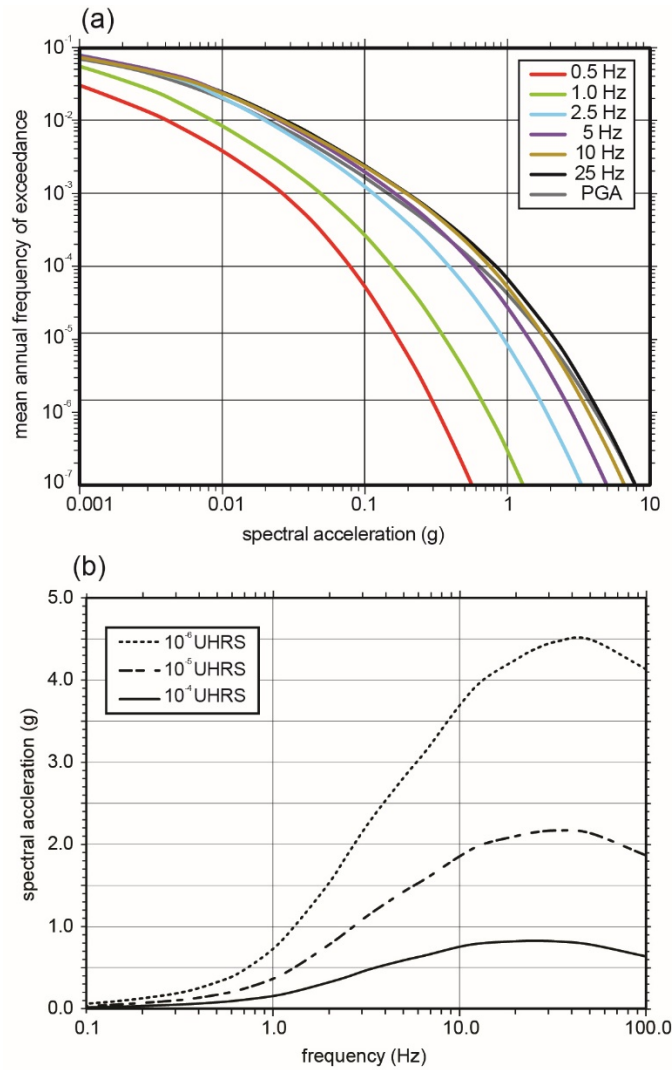 (a)
mean annual frequency of exceedance
10⁻¹
10⁻²
10⁻³
10⁻⁴
10⁻⁵
10⁻⁶
10⁻⁷
0.5 Hz
1.0 Hz
2.5 Hz
5 Hz
10 Hz
25 Hz
PGA
0.001 0.01 0.1 1 10
spectral acceleration (g)
(b)
spectral accleration (g)
5.0
4.0
3.0
2.0
1.0
0.0
10⁻⁶ UHRS
10⁻⁵ UHRS
10⁻⁴ UHRS
0.1 1.0 10.0 100.0
frequency (Hz)